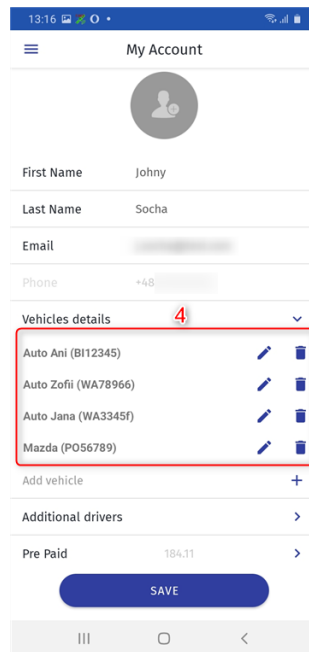 13:16
My Account
First Name Johny
Last Name Socha
Email
Phone +48
Vehicles details 4
Auto Ani (BI12345)
Auto Zofii (WA78966)
Auto Jana (WA3345f)
Mazda (PO56789)
Add vehicle +
Additional drivers
Pre Paid 184.11
SAVE